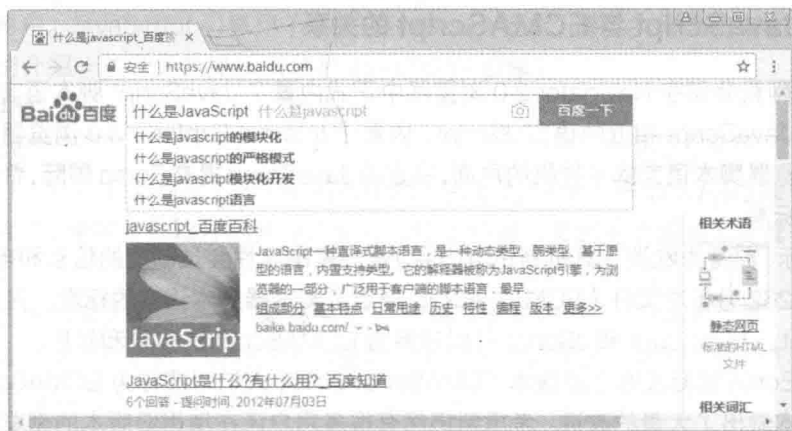 什么是javascript_百度搜 ×
安全 | https://www.baidu.com
Bai 百度
什么是JavaScript 什么是javascript
百度一下
什么是javascript的模块化
什么是javascript的严格模式
什么是javascript模块化开发
什么是javascript语言
javascript_百度百科
相关术语
JavaScript一种直译式脚本语言，是一种动态类型、弱类型、基于原
型的语言，内置支持类型。它的解释器被称为JavaScript引擎，为浏
览器的一部分，广泛用于客户端的脚本语言，最早...
组成部分 基本特点 日常用途 历史 特性 编程 版本 更多>>
baike.baidu.com/
JavaScript
静态网页
标准的HTML
文件
JavaScript是什么?有什么用?_百度知道
6个回答 - 提问时间: 2012年07月03日
相关词汇